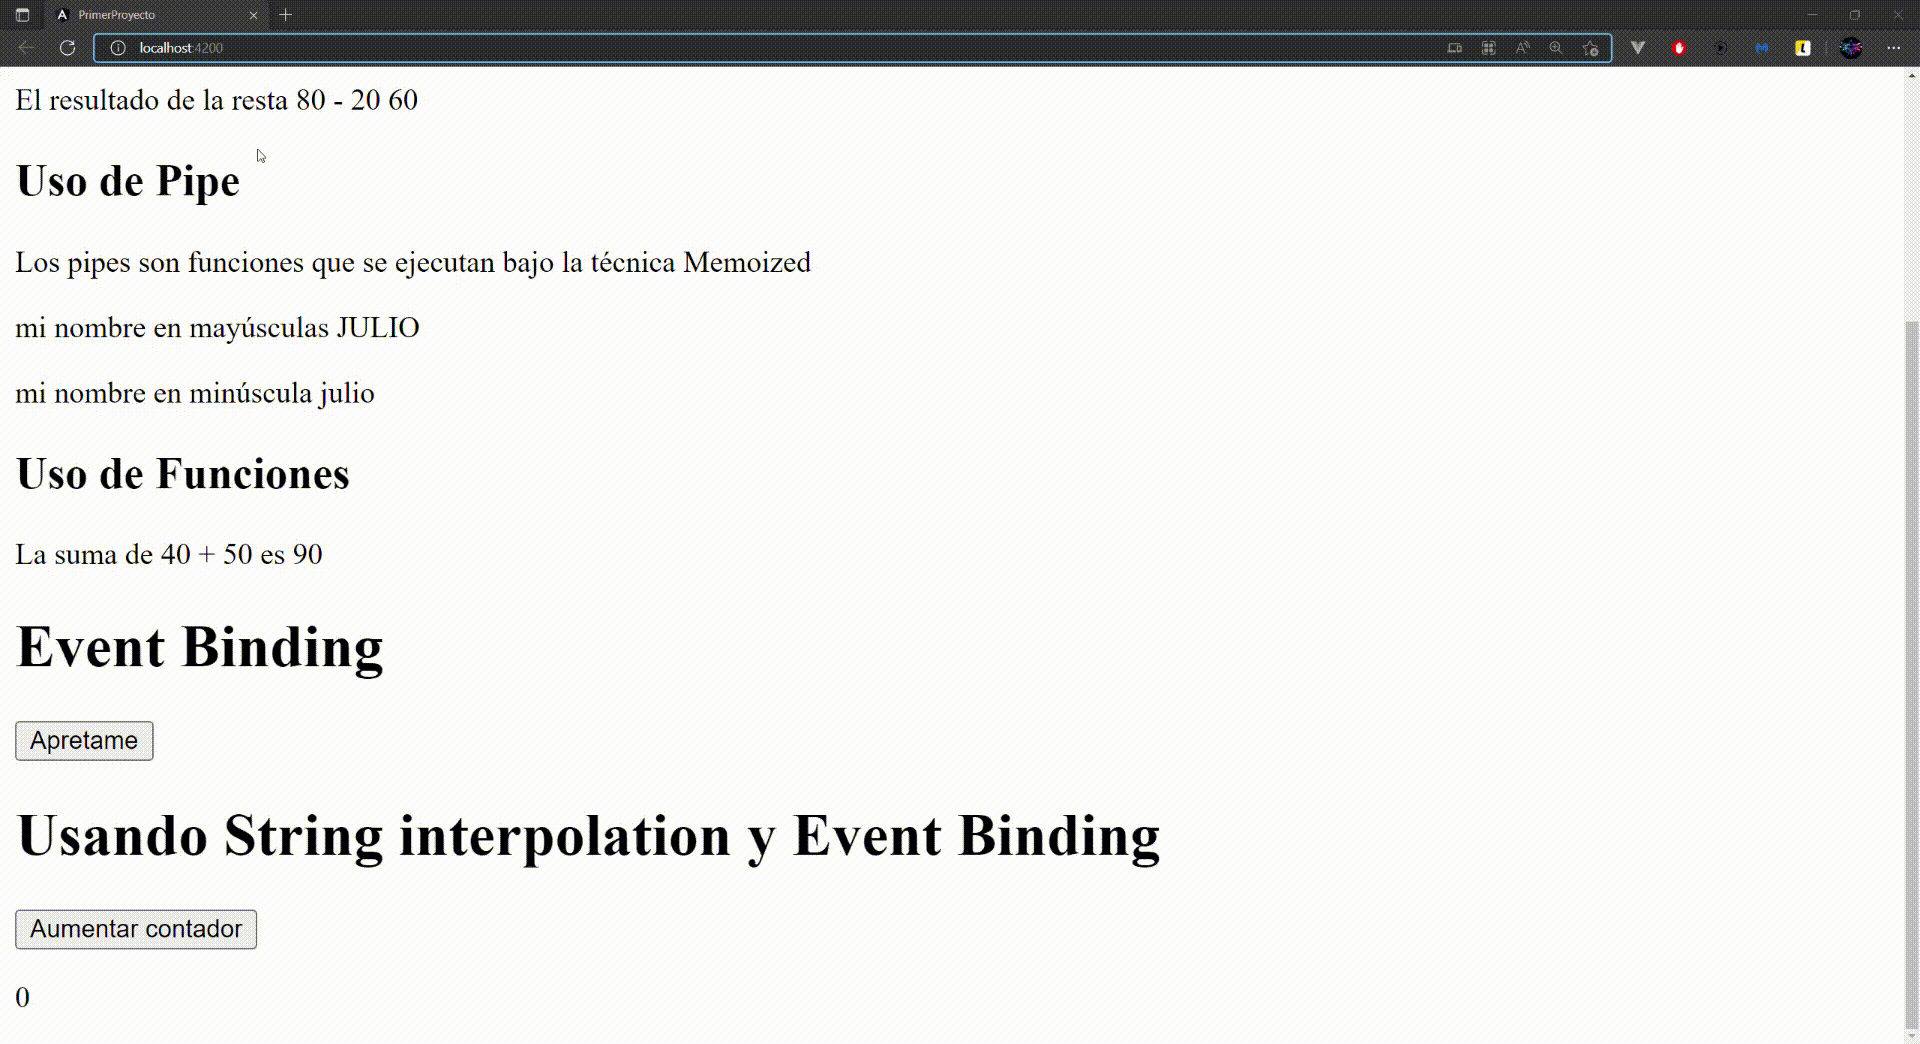 PrimerProyecto
localhost:4200
El resultado de la resta 80 - 20 60
Uso de Pipe
Los pipes son funciones que se ejecutan bajo la técnica Memoized
mi nombre en mayúsculas JULIO
mi nombre en minúscula julio
Uso de Funciones
La suma de 40 + 50 es 90
Event Binding
Apretame
Usando String interpolation y Event Binding
Aumentar contador
0